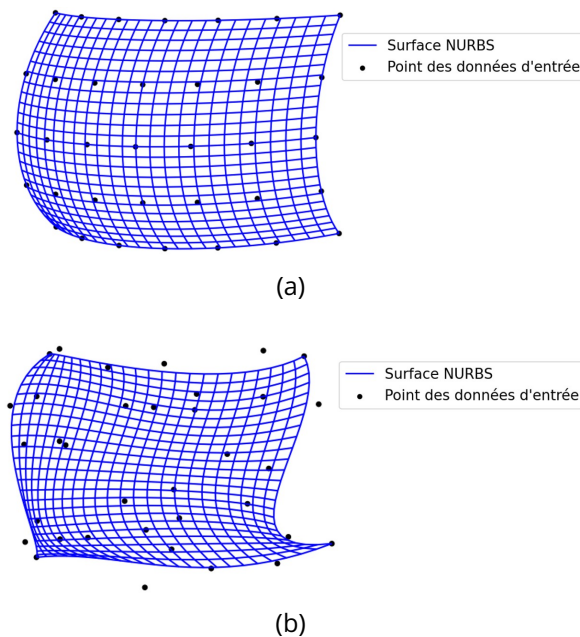 Surface NURBS
Point des données d'entrée
(a)
Surface NURBS
Point des données d'entrée
(b)